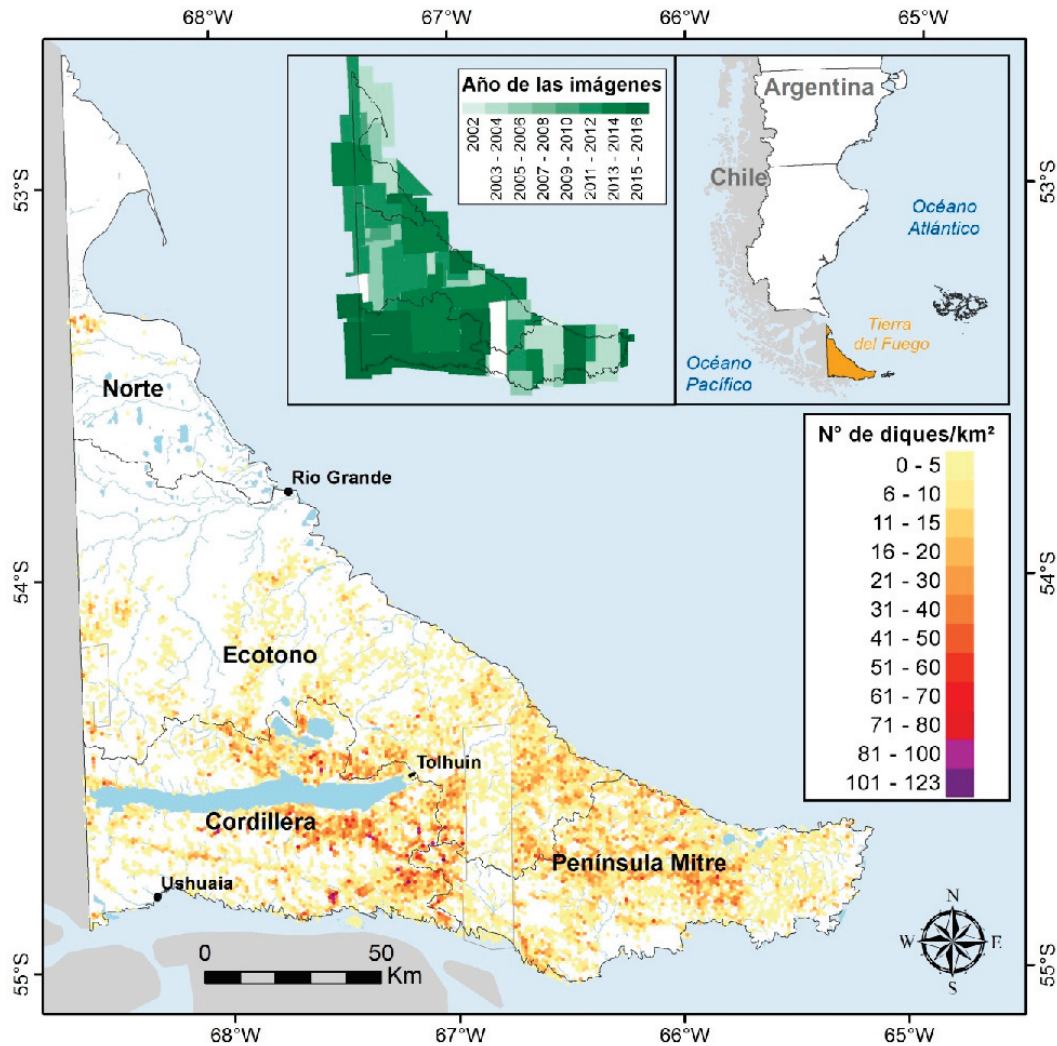 68°W
67°W
66°W
65°W
Año de las imágenes
2002
2003 - 2004
2005 - 2006
2007 - 2008
2009 - 2010
2011 - 2012
2013 - 2014
2015 - 2016
Argentina
Chile
Océano
Atlántico
Tierra
del Fuego
Océano
Pacífico
53°S
53°S
Norte
Rio Grande
N° de diques/km²
0 - 5
6 - 10
11 - 15
16 - 20
21 - 30
31 - 40
41 - 50
51 - 60
61 - 70
71 - 80
81 - 100
101 - 123
54°S
54°S
Ecotono
Tolhuin
Cordillera
Península Mitre
Ushuaia
0 50
Km
N
W E
S
55°S
55°S
68°W
67°W
66°W
65°W